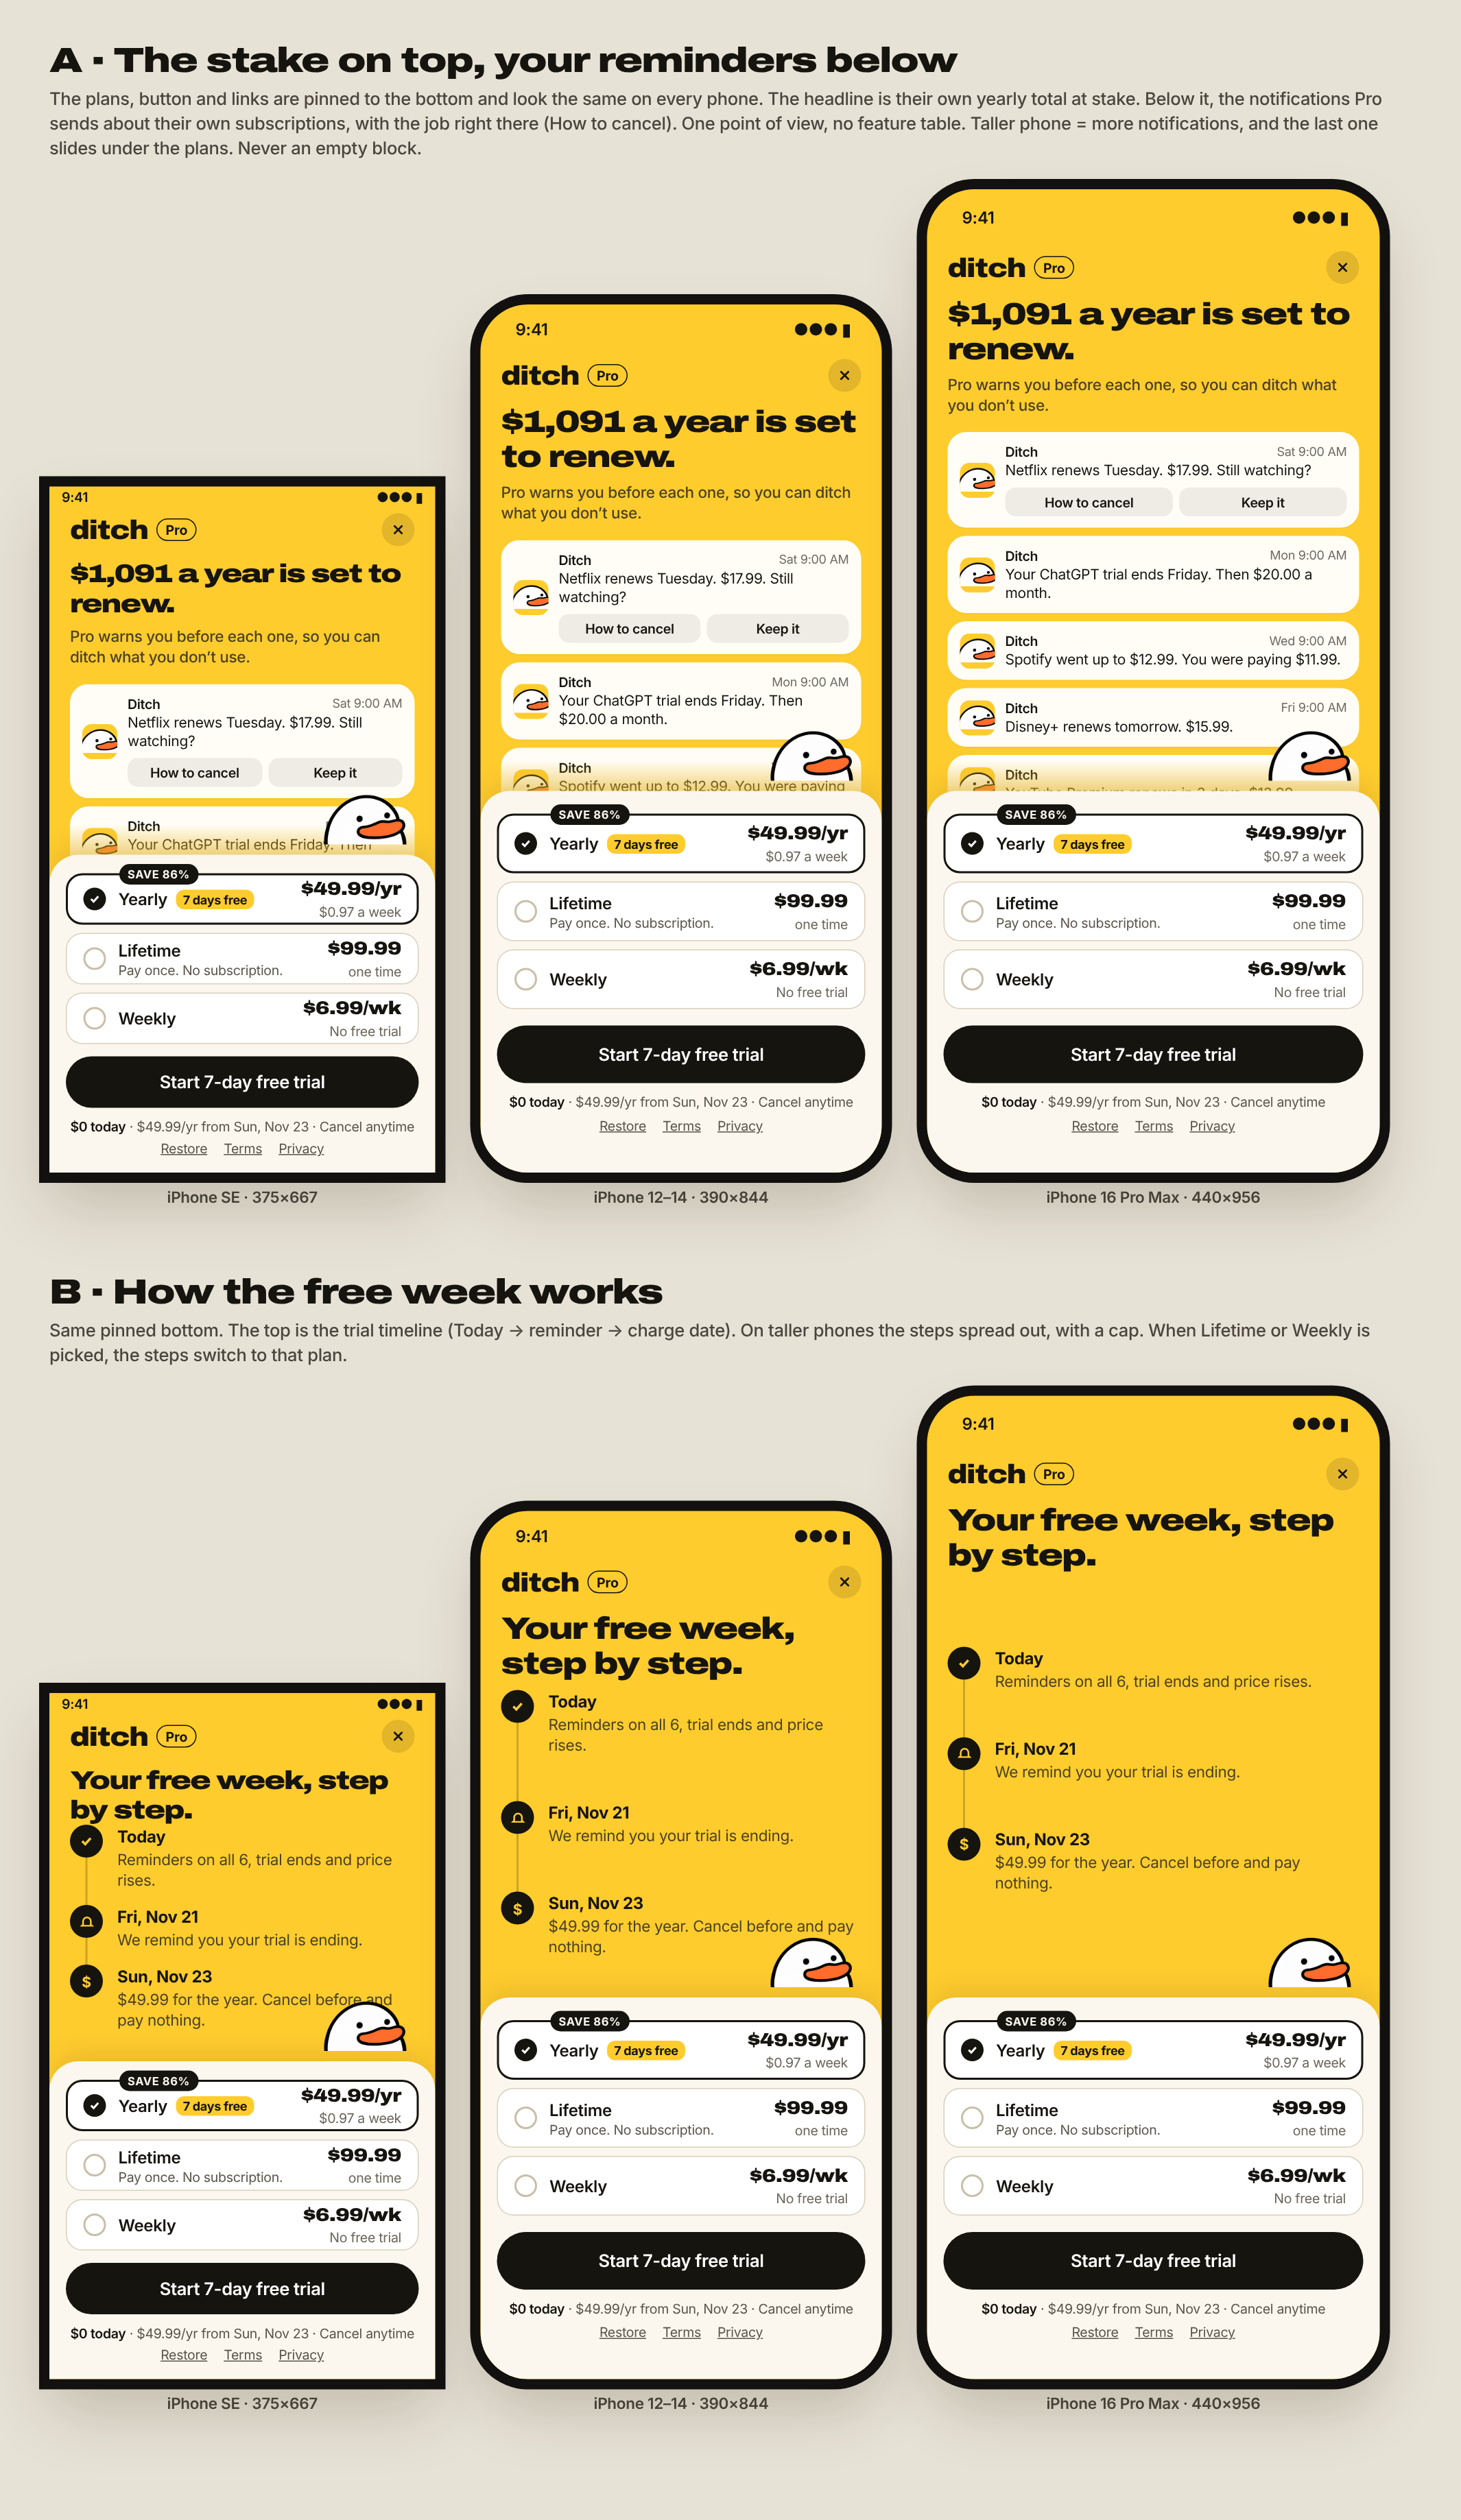 A · The stake on top, your reminders below
The plans, button and links are pinned to the bottom and look the same on every phone. The headline is their own yearly total at stake. Below it, the notifications Pro
sends about their own subscriptions, with the job right there (How to cancel). One point of view, no feature table. Taller phone = more notifications, and the last one
slides under the plans. Never an empty block.
9:41
ditch Pro
$1,091 a year is set to
renew.
Pro warns you before each one, so you can
ditch what you don’t use.
Ditch Sat 9:00 AM
Netflix renews Tuesday. $17.99. Still
watching?
How to cancel Keep it
Ditch
Your ChatGPT trial ends Friday. Then
SAVE 86%
Yearly 7 days free $49.99/yr
$0.97 a week
Lifetime $99.99
Pay once. No subscription. one time
Weekly $6.99/wk
No free trial
Start 7-day free trial
$0 today · $49.99/yr from Sun, Nov 23 · Cancel anytime
Restore Terms Privacy
iPhone SE · 375×667
9:41
ditch Pro
$1,091 a year is set
to renew.
Pro warns you before each one, so you can ditch
what you don’t use.
Ditch Sat 9:00 AM
Netflix renews Tuesday. $17.99. Still
watching?
How to cancel Keep it
Ditch Mon 9:00 AM
Your ChatGPT trial ends Friday. Then
$20.00 a month.
Ditch
Spotify went up to $12.99. You were paying
SAVE 86%
Yearly 7 days free $49.99/yr
$0.97 a week
Lifetime $99.99
Pay once. No subscription. one time
Weekly $6.99/wk
No free trial
Start 7-day free trial
$0 today · $49.99/yr from Sun, Nov 23 · Cancel anytime
Restore Terms Privacy
iPhone 12–14 · 390×844
9:41
ditch Pro
$1,091 a year is set to
renew.
Pro warns you before each one, so you can ditch what
you don’t use.
Ditch Sat 9:00 AM
Netflix renews Tuesday. $17.99. Still watching?
How to cancel Keep it
Ditch Mon 9:00 AM
Your ChatGPT trial ends Friday. Then $20.00 a
month.
Ditch Wed 9:00 AM
Spotify went up to $12.99. You were paying $11.99.
Ditch Fri 9:00 AM
Disney+ renews tomorrow. $15.99.
Ditch
SAVE 86%
Yearly 7 days free $49.99/yr
$0.97 a week
Lifetime $99.99
Pay once. No subscription. one time
Weekly $6.99/wk
No free trial
Start 7-day free trial
$0 today · $49.99/yr from Sun, Nov 23 · Cancel anytime
Restore Terms Privacy
iPhone 16 Pro Max · 440×956
B · How the free week works
Same pinned bottom. The top is the trial timeline (Today → reminder → charge date). On taller phones the steps spread out, with a cap. When Lifetime or Weekly is
picked, the steps switch to that plan.
9:41
ditch Pro
Your free week, step
by step.
Today
Reminders on all 6, trial ends and price
rises.
Fri, Nov 21
We remind you your trial is ending.
$ Sun, Nov 23
$49.99 for the year. Cancel before and
pay nothing.
SAVE 86%
Yearly 7 days free $49.99/yr
$0.97 a week
Lifetime $99.99
Pay once. No subscription. one time
Weekly $6.99/wk
No free trial
Start 7-day free trial
$0 today · $49.99/yr from Sun, Nov 23 · Cancel anytime
Restore Terms Privacy
iPhone SE · 375×667
9:41
ditch Pro
Your free week,
step by step.
Today
Reminders on all 6, trial ends and price
rises.
Fri, Nov 21
We remind you your trial is ending.
$ Sun, Nov 23
$49.99 for the year. Cancel before and pay
nothing.
SAVE 86%
Yearly 7 days free $49.99/yr
$0.97 a week
Lifetime $99.99
Pay once. No subscription. one time
Weekly $6.99/wk
No free trial
Start 7-day free trial
$0 today · $49.99/yr from Sun, Nov 23 · Cancel anytime
Restore Terms Privacy
iPhone 12–14 · 390×844
9:41
ditch Pro
Your free week, step
by step.
Today
Reminders on all 6, trial ends and price rises.
Fri, Nov 21
We remind you your trial is ending.
$ Sun, Nov 23
$49.99 for the year. Cancel before and pay
nothing.
SAVE 86%
Yearly 7 days free $49.99/yr
$0.97 a week
Lifetime $99.99
Pay once. No subscription. one time
Weekly $6.99/wk
No free trial
Start 7-day free trial
$0 today · $49.99/yr from Sun, Nov 23 · Cancel anytime
Restore Terms Privacy
iPhone 16 Pro Max · 440×956